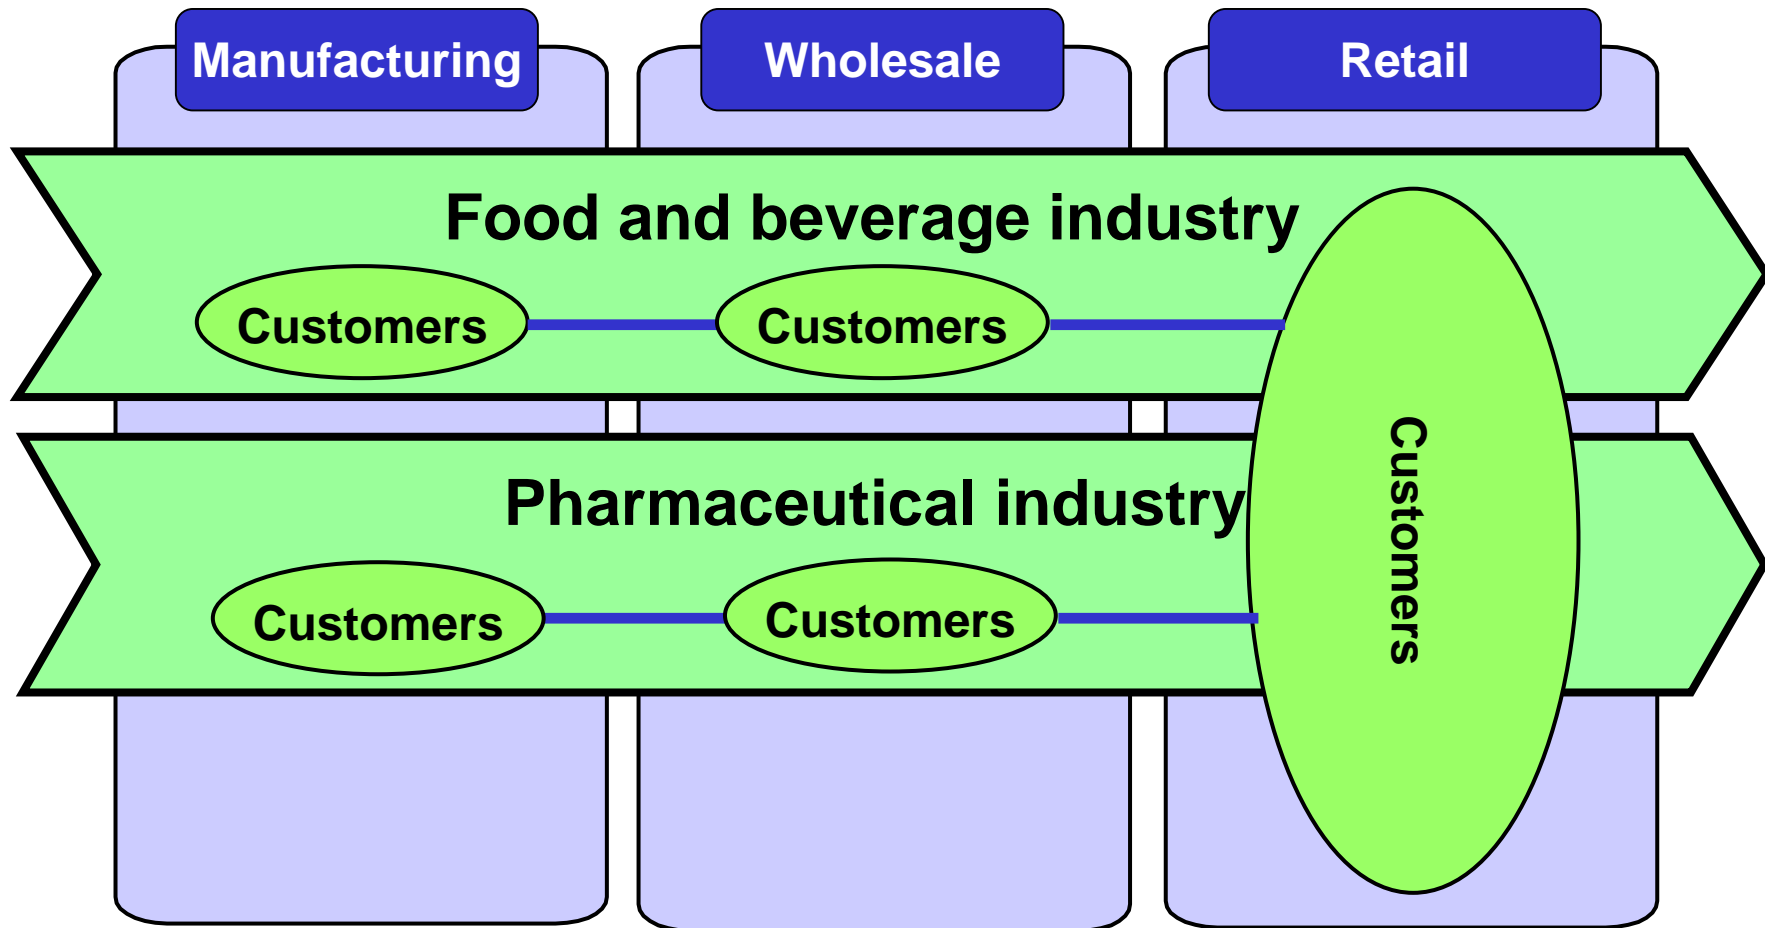 Manufacturing
Wholesale
Retail
Food and beverage industry
Customers
Customers
Customers
Pharmaceutical industry
Customers
Customers